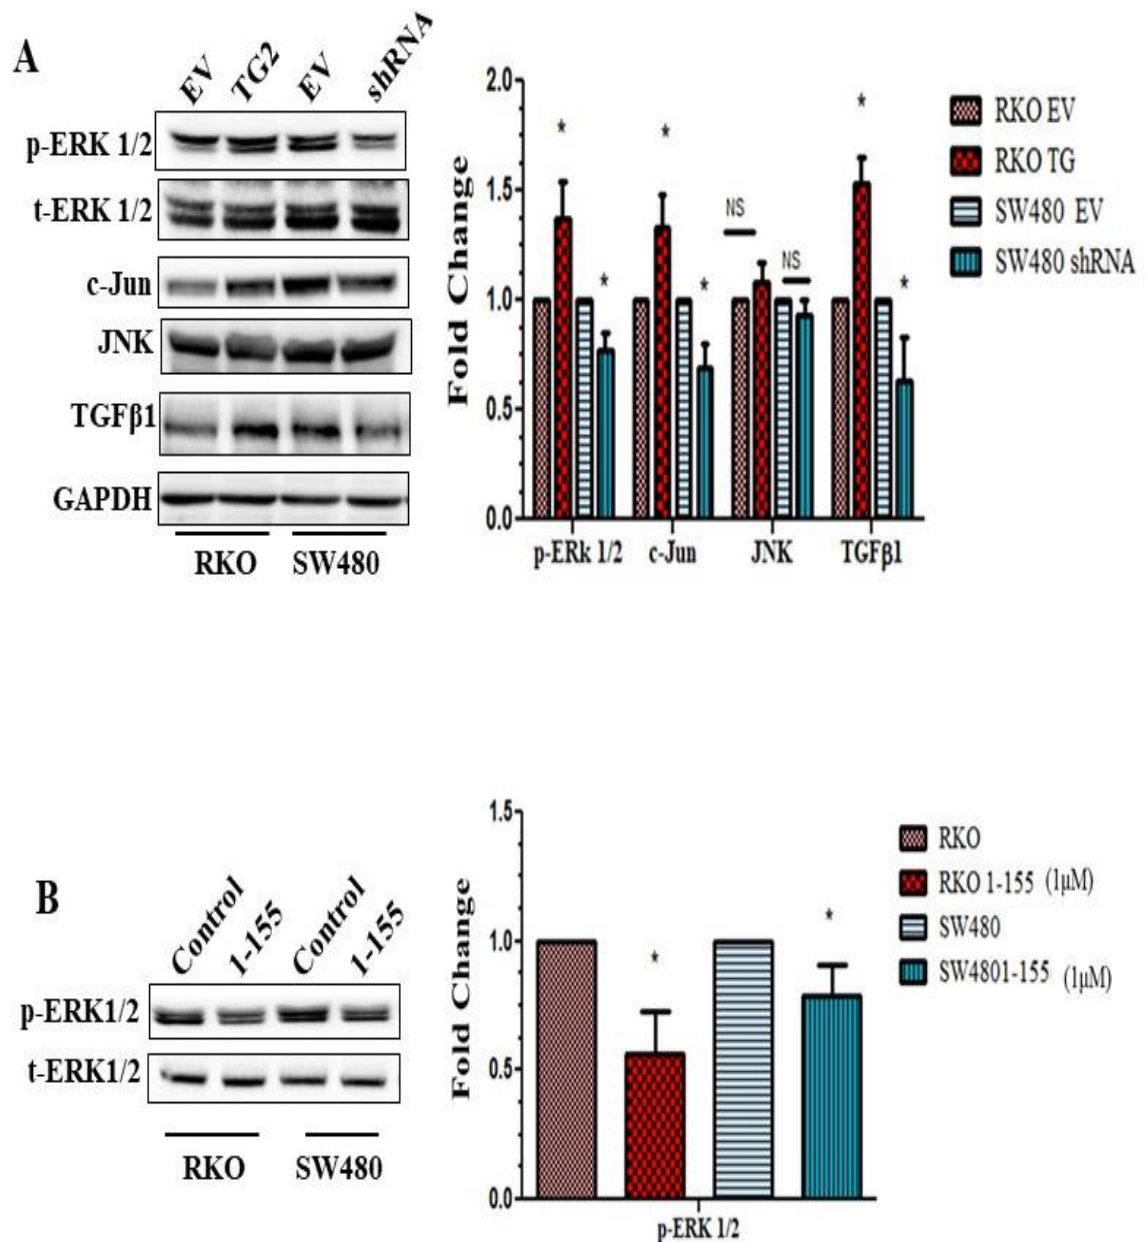 A
EV TG2 EV shRNA
p-ERK 1/2
t-ERK 1/2
c-Jun
JNK
TGFβ1
GAPDH
RKO SW480
Fold Change
2.0
1.5
1.0
0.5
0.0
* * * * NS NS * *
p-ERk 1/2 c-Jun JNK TGFβ1
RKO EV
RKO TG
SW480 EV
SW480 shRNA
B
Control 1-155 Control 1-155
p-ERK1/2
t-ERK1/2
RKO SW480
Fold Change
1.5
1.0
0.5
0.0
* *
p-ERK 1/2
RKO
RKO 1-155 (1µM)
SW480
SW4801-155 (1µM)